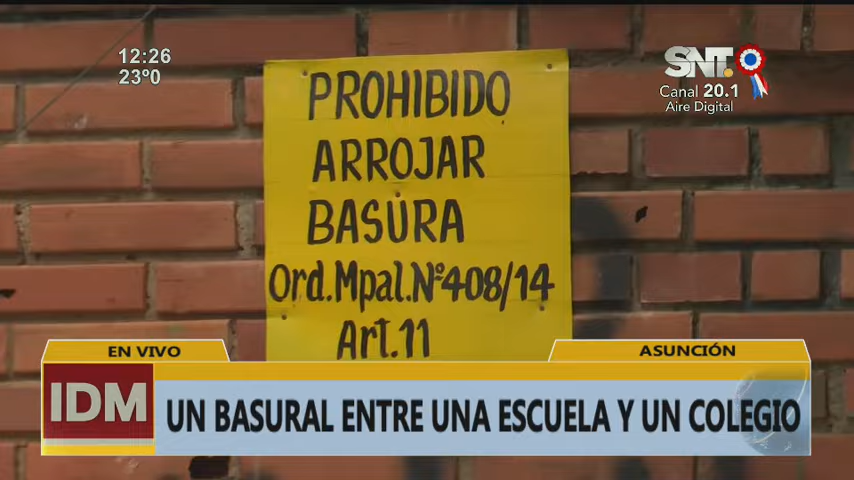 12:26
23º0
SNT.
Canal 20.1
Aire Digital
PROHIBIDO
ARROJAR
BASURA
Ord.Mpal.Nº408/14
Art.11
EN VIVO
ASUNCIÓN
IDM
UN BASURAL ENTRE UNA ESCUELA Y UN COLEGIO